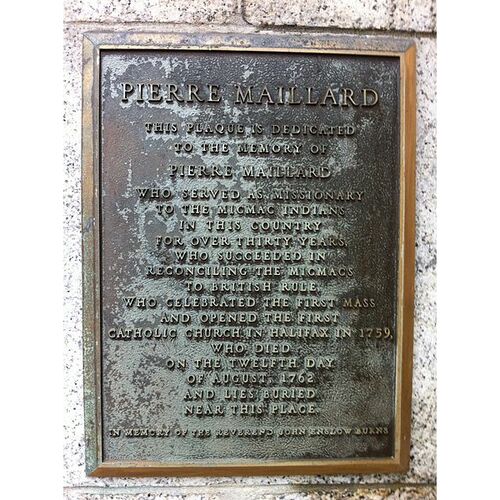 PIERRE MAILLARD
THIS PLAQUE IS DEDICATED
TO THE MEMORY OF
PIERRE MAILLARD
WHO SERVED AS MISSIONARY
TO THE MICMAC INDIANS
IN THIS COUNTRY
FOR OVER THIRTY YEARS,
WHO SUCCEEDED IN
RECONCILING THE MICMACS
TO BRITISH RULE,
WHO CELEBRATED THE FIRST MASS
AND OPENED THE FIRST
CATHOLIC CHURCH IN HALIFAX IN 1759,
WHO DIED
ON THE TWELFTH DAY
OF AUGUST, 1762
AND LIES BURIED
NEAR THIS PLACE
IN MEMORY OF THE REVEREND JOHN ENSLOW BURNS